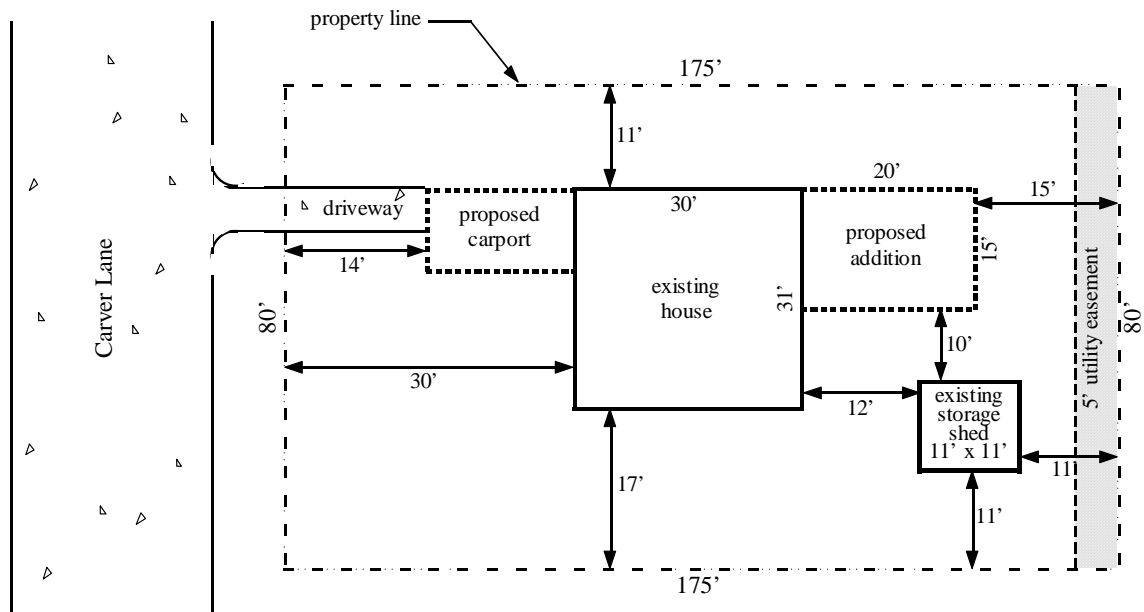 property line
175’
11’
20’
15’
driveway
proposed
carport
30’
proposed
addition
15’
14’
existing
house
31’
Carver Lane
80’
5’ utility easement
80’
10’
30’
12’
existing
storage
shed
11’ x 11’
17’
11’
11’
175’